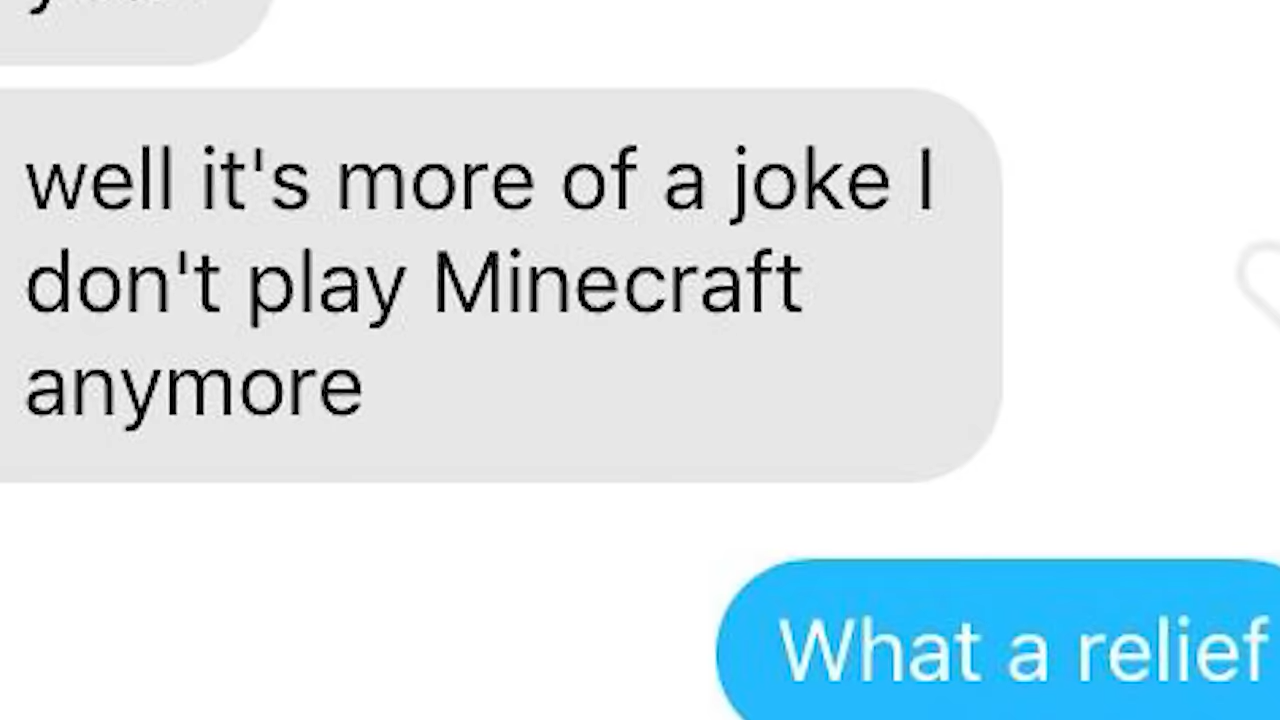 well it's more of a joke I
don't play Minecraft
anymore
What a relief